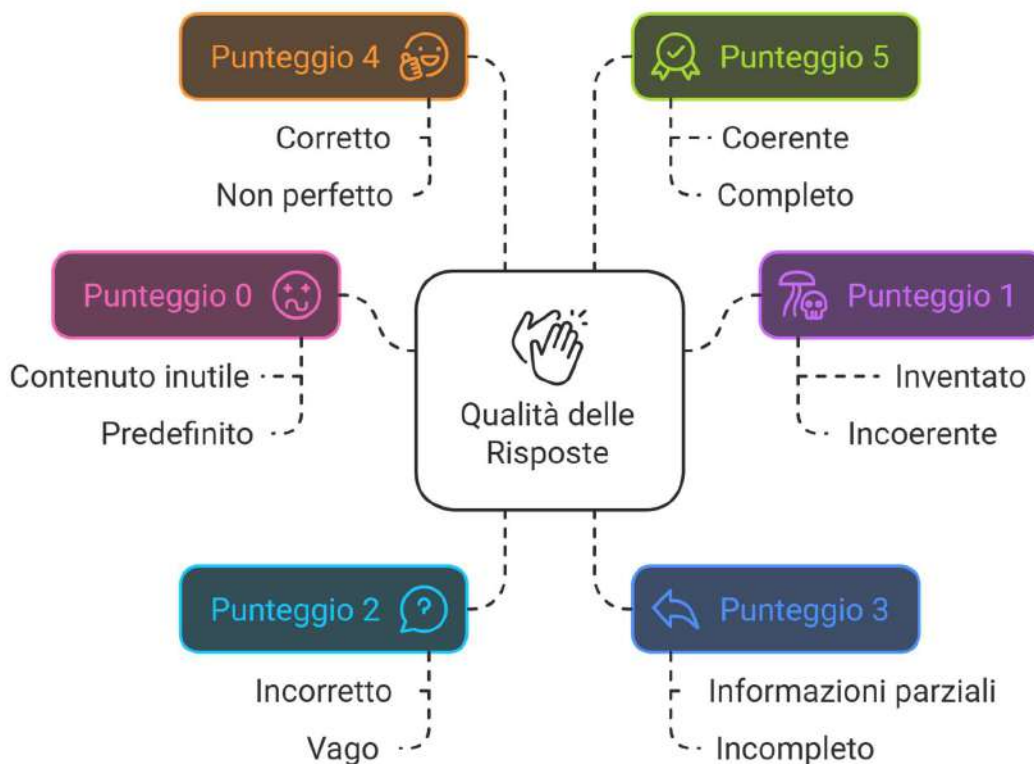 Punteggio 4
Corretto
Non perfetto
Punteggio 5
Coerente
Completo
Punteggio 0
Contenuto inutile
Predefinito
Qualità delle
Risposte
Punteggio 1
Inventato
Incoerente
Punteggio 2
?
Incorretto
Vago
Punteggio 3
Informazioni parziali
Incompleto